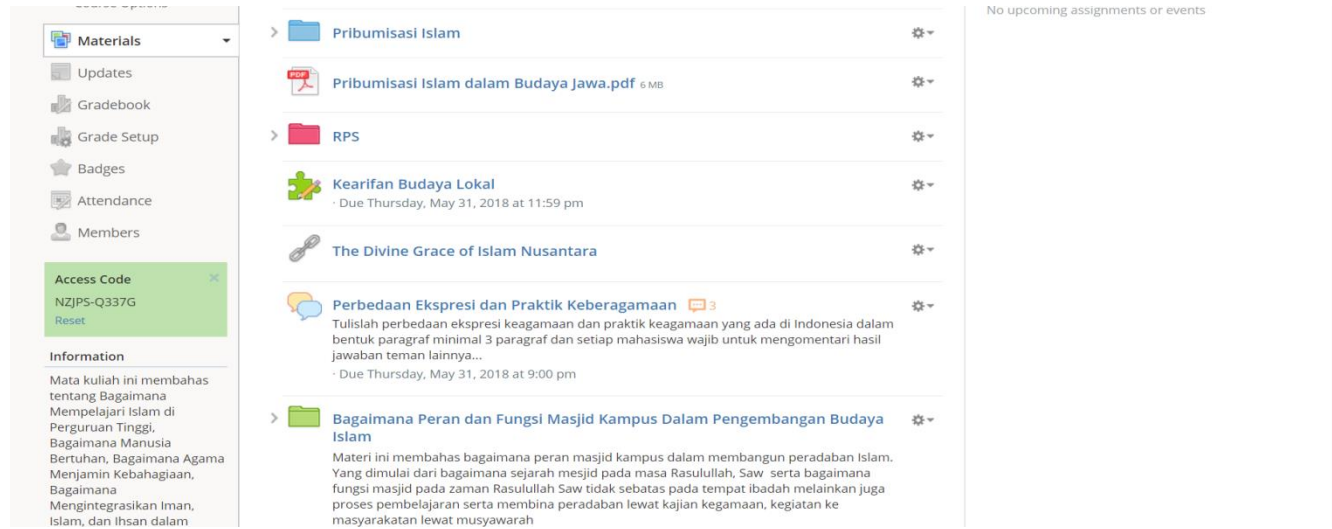 Materials
Updates
Gradebook
Grade Setup
Badges
Attendance
Members
Access Code
NZJPS-Q337G
Reset
Information
Mata kuliah ini membahas
tentang Bagaimana
Mempelajari Islam di
Perguruan Tinggi,
Bagaimana Manusia
Bertuhan, Bagaimana Agama
Menjamin Kebahagiaan,
Bagaimana
Mengintegrasikan Iman,
Islam, dan Ihsan dalam
Pribumisasi Islam
PDF
Pribumisasi Islam dalam Budaya Jawa.pdf 6 MB
RPS
Kearifan Budaya Lokal
· Due Thursday, May 31, 2018 at 11:59 pm
The Divine Grace of Islam Nusantara
Perbedaan Ekspresi dan Praktik Keberagamaan 3
Tulislah perbedaan ekspresi keagamaan dan praktik keagamaan yang ada di Indonesia dalam
bentuk paragraf minimal 3 paragraf dan setiap mahasiswa wajib untuk mengomentari hasil
jawaban teman lainnya...
· Due Thursday, May 31, 2018 at 9:00 pm
Bagaimana Peran dan Fungsi Masjid Kampus Dalam Pengembangan Budaya
Islam
Materi ini membahas bagaimana peran masjid kampus dalam membangun peradaban Islam.
Yang dimulai dari bagaimana sejarah mesjid pada masa Rasulullah, Saw serta bagaimana
fungsi masjid pada zaman Rasulullah Saw tidak sebatas pada tempat ibadah melainkan juga
proses pembelajaran serta membina peradaban lewat kajian kegamaan, kegiatan ke
masyarakatan lewat musyawarah
No upcoming assignments or events